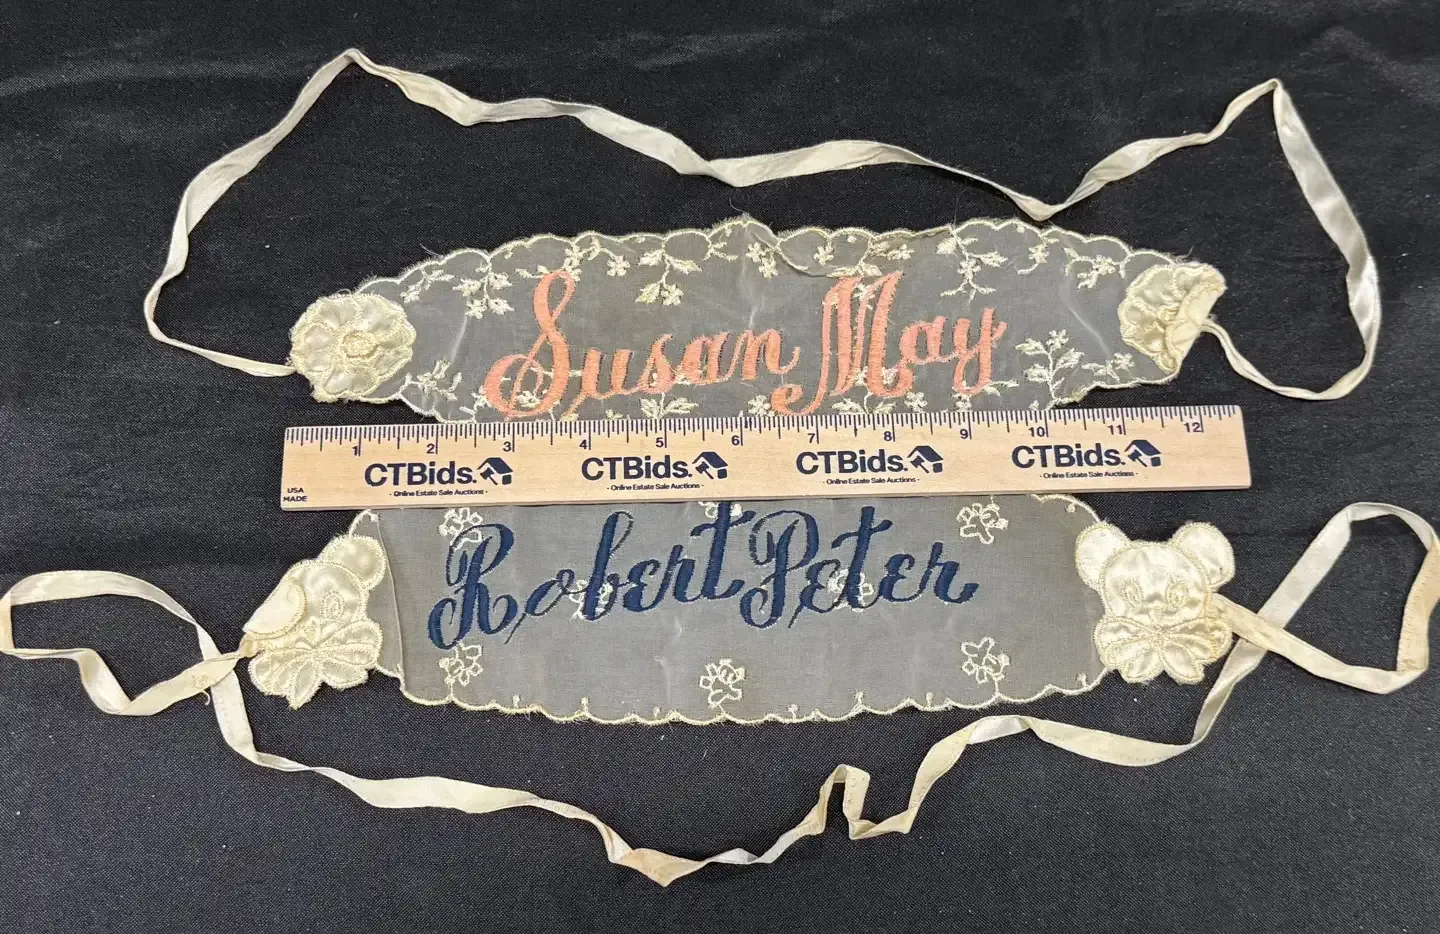 Susan May
1 2 3 4 5 6 7 8 9 10 11 12
CTBids. CTBids. CTBids. CTBids.
- Online Estate Sale Auctions - - Online Estate Sale Auctions - - Online Estate Sale Auctions - - Online Estate Sale Auctions -
USA
MADE
Robert Peter